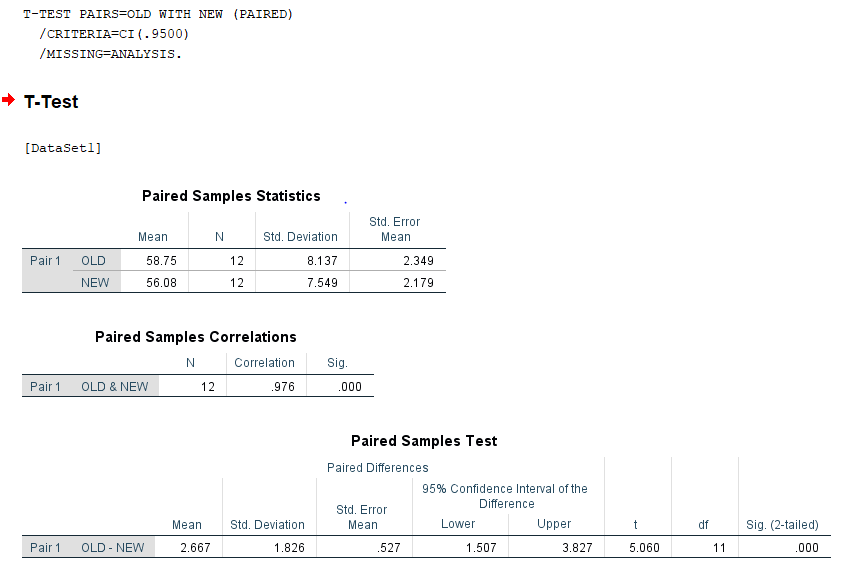 T-TEST PAIRS=OLD WITH NEW (PAIRED)
/CRITERIA=CI(.9500)
/MISSING=ANALYSIS.
T-Test
[DataSet1]
Paired Samples Statistics
Mean N Std. Deviation Std. Error Mean
Pair 1 OLD 58.75 12 8.137 2.349
NEW 56.08 12 7.549 2.179
Paired Samples Correlations
N Correlation Sig.
Pair 1 OLD & NEW 12 .976 .000
Paired Samples Test
Paired Differences
95% Confidence Interval of the Difference
Mean Std. Deviation Std. Error Mean Lower Upper t df Sig. (2-tailed)
Pair 1 OLD - NEW 2.667 1.826 .527 1.507 3.827 5.060 11 .000